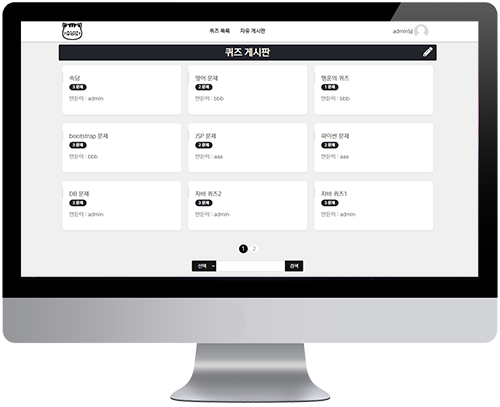 퀴즈 목록 자유 게시판 admin님
퀴즈 게시판
속담
3 문제
만든이 : admin
영어 문제
2 문제
만든이 : bbb
행운의 퀴즈
1 문제
만든이 : bbb
bootstrap 문제
3 문제
만든이 : bbb
JSP 문제
2 문제
만든이 : aaa
파이썬 문제
2 문제
만든이 : aaa
DB 문제
3 문제
만든이 : admin
자바 퀴즈2
3 문제
만든이 : admin
자바 퀴즈1
3 문제
만든이 : admin
1 2
선택 검색